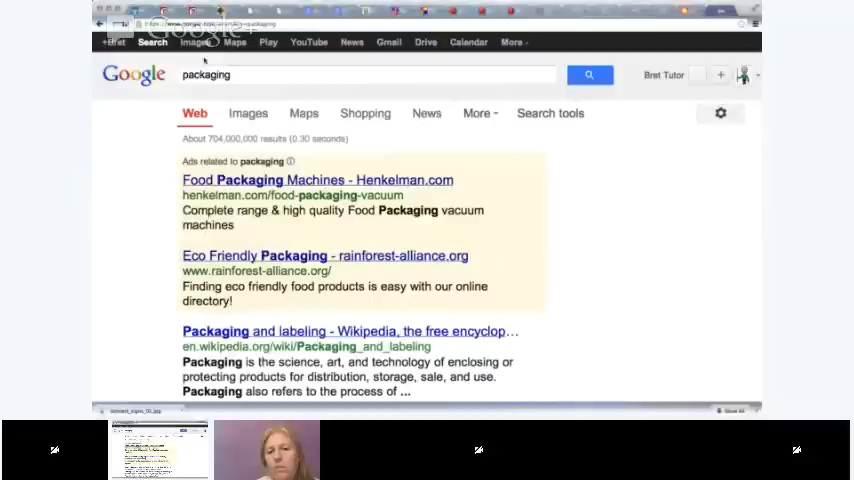 +Bret Search Images Maps Play YouTube News Gmail Drive Calendar More
Google+
Google packaging Bret Tutor +
Web Images Maps Shopping News More Search tools
About 704,000,000 results (0.30 seconds)
Ads related to packaging
Food Packaging Machines - Henkelman.com
henkelman.com/food-packaging-vacuum
Complete range & high quality Food Packaging vacuum
machines
Eco Friendly Packaging - rainforest-alliance.org
www.rainforest-alliance.org/
Finding eco friendly food products is easy with our online
directory!
Packaging and labeling - Wikipedia, the free encyclop...
en.wikipedia.org/wiki/Packaging_and_labeling
Packaging is the science, art, and technology of enclosing or
protecting products for distribution, storage, sale, and use.
Packaging also refers to the process of ...